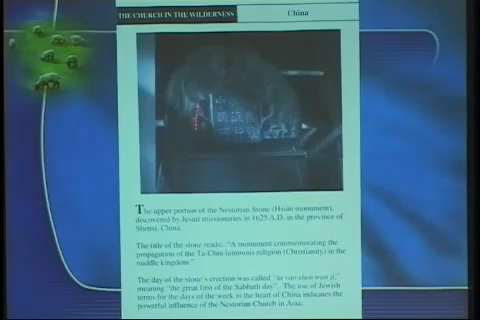 THE CHURCH IN THE WILDERNESS
China
The upper portion of the Nestorian Stone (Hsian monument),
discovered by Jesuit missionaries in 1625 A.D. in the province of
Shensi, China.
The title of the stone reads: "A monument commemorating the
propagation of the Ta-Chin luminous religion (Christianity) in the
middle kingdom."
The day of the stone's erection was called "ta yao shen wen ji,"
meaning "the great first of the Sabbath day". The use of Jewish
terms for the days of the week in the heart of China indicates the
powerful influence of the Nestorian Church in Asia.